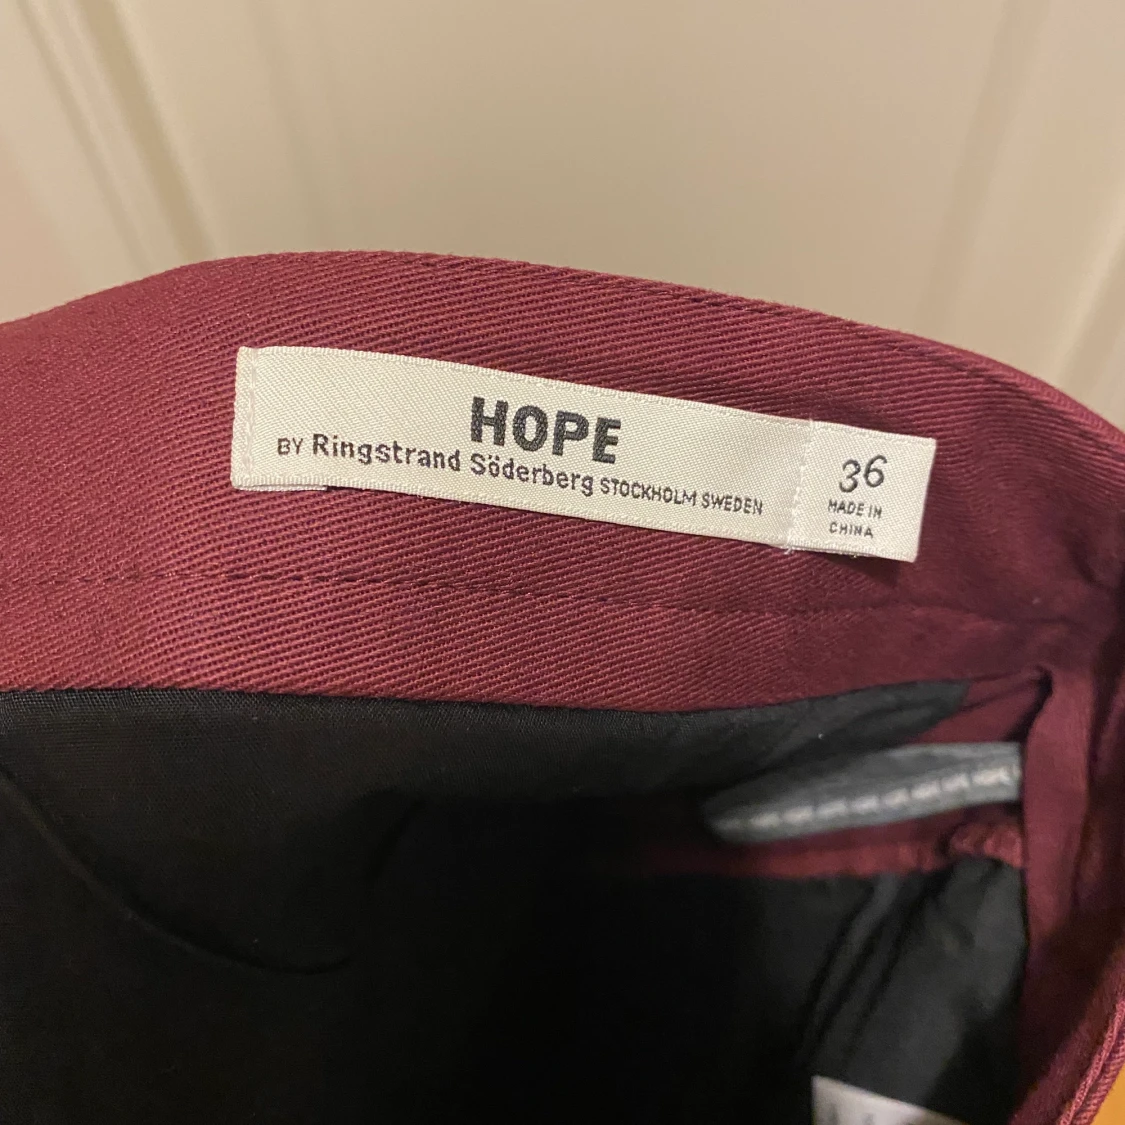 HOPE
BY Ringstrand Söderberg STOCKHOLM SWEDEN
36
MADE IN
CHINA